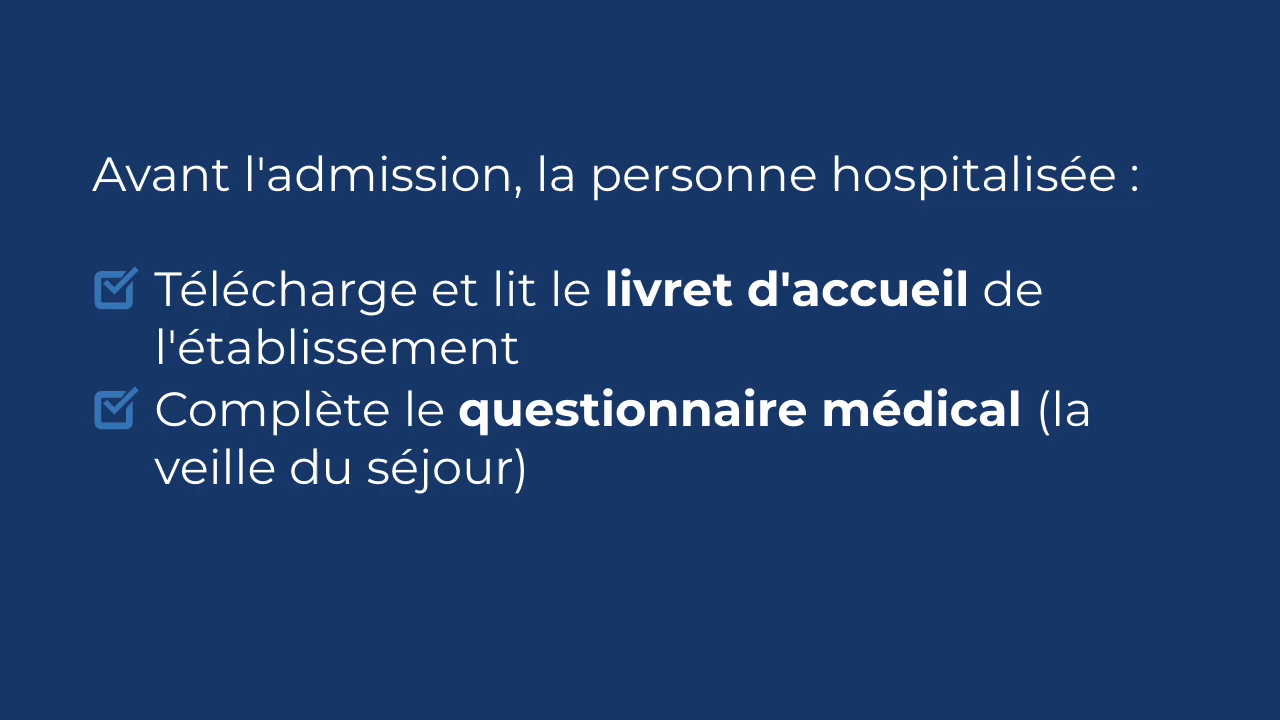 Avant l'admission, la personne hospitalisée :
Télécharge et lit le livret d'accueil de
l'établissement
Complète le questionnaire médical (la
veille du séjour)